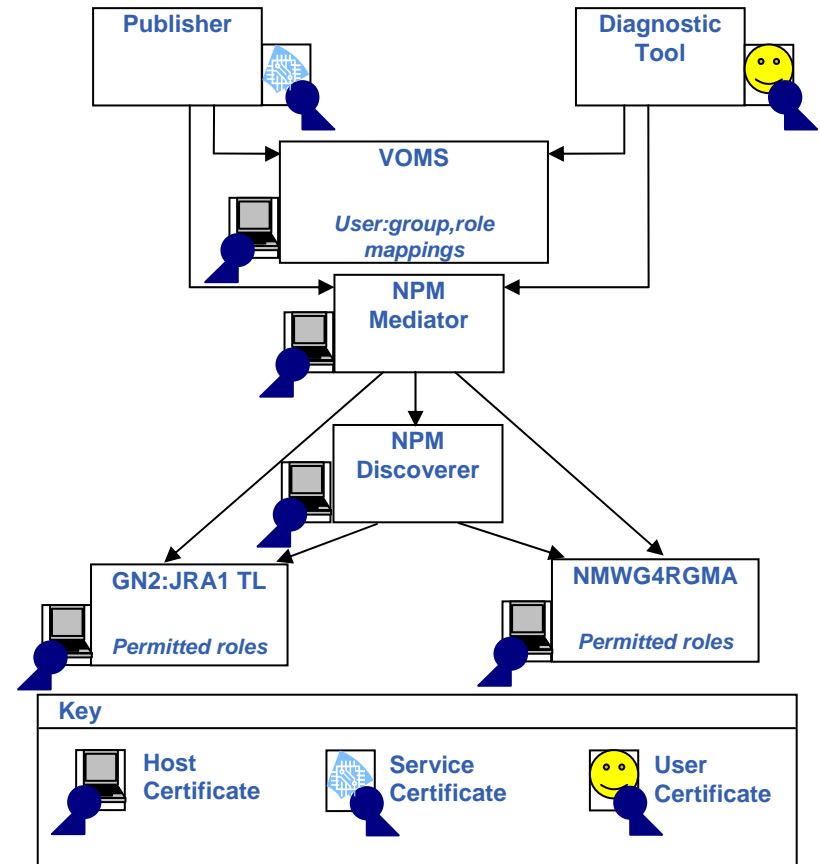 Publisher
Diagnostic
Tool
VOMS
User:group,role
mappings
NPM
Mediator
NPM
Discoverer
GN2:JRA1 TL
Permitted roles
NMWG4RGMA
Permitted roles
Key
Host
Certificate
Service
Certificate
User
Certificate